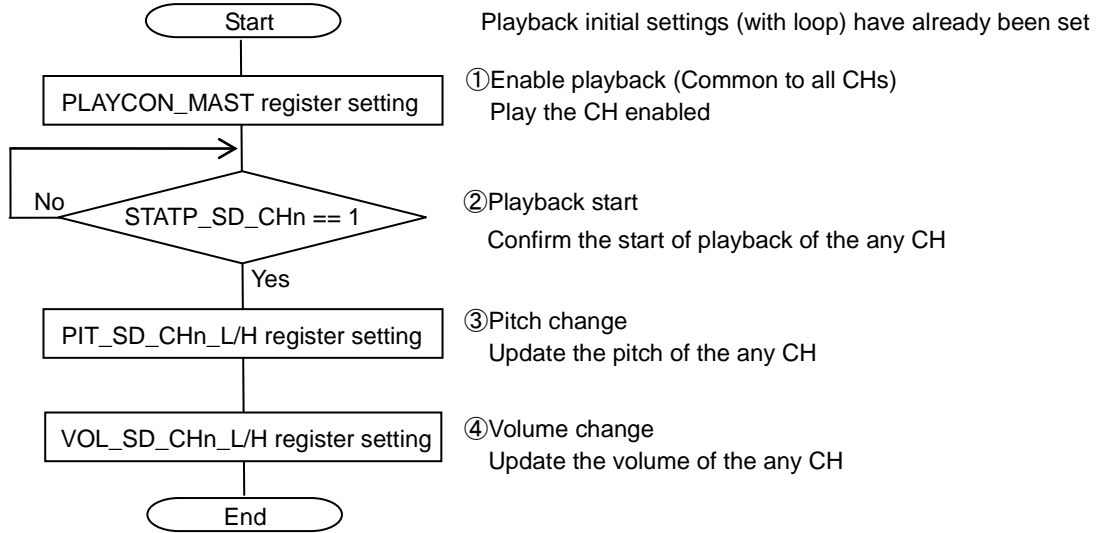 Start
Playback initial settings (with loop) have already been set
PLAYCON_MAST register setting
①Enable playback (Common to all CHs)
Play the CH enabled
No
STATP_SD_CHn == 1
②Playback start
Confirm the start of playback of the any CH
Yes
PIT_SD_CHn_L/H register setting
③Pitch change
Update the pitch of the any CH
VOL_SD_CHn_L/H register setting
④Volume change
Update the volume of the any CH
End